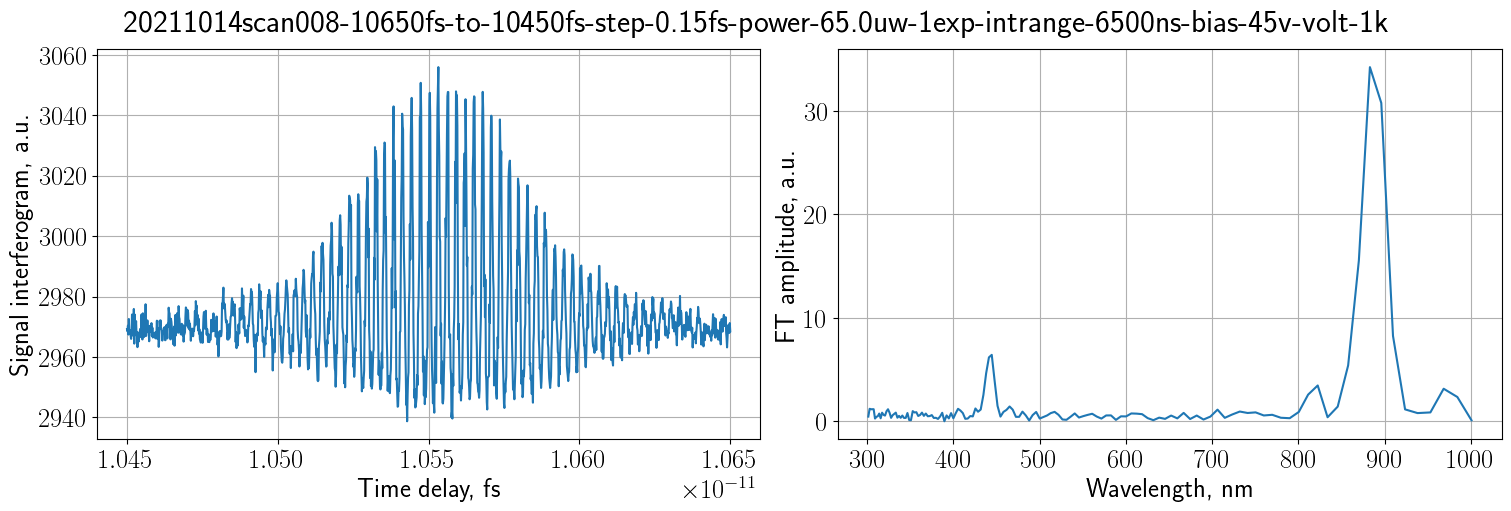 20211014scan008-10650fs-to-10450fs-step-0.15fs-power-65.0uw-1exp-intrange-6500ns-bias-45v-volt-1k
Signal interferogram, a.u.
3060
3040
3020
3000
2980
2960
2940
1.045 1.050 1.055 1.060 1.065
×10⁻¹¹
Time delay, fs
FT amplitude, a.u.
30
20
10
0
300 400 500 600 700 800 900 1000
Wavelength, nm